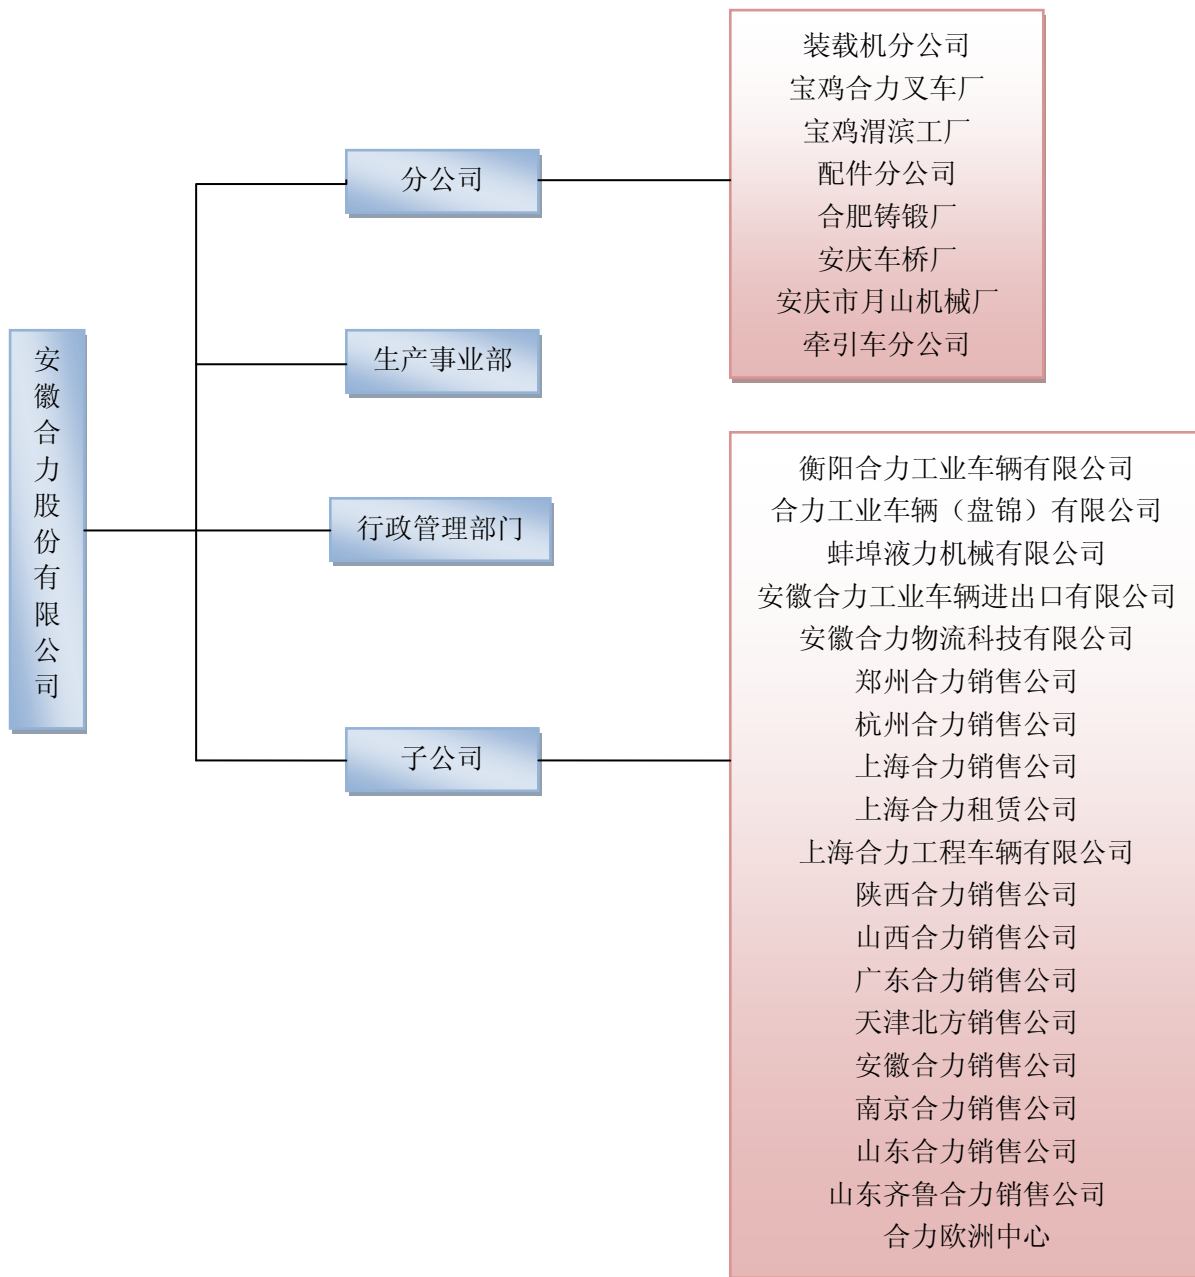 安徽合力股份有限公司
分公司
生产事业部
行政管理部门
子公司
装载机分公司
宝鸡合力叉车厂
宝鸡渭滨工厂
配件分公司
合肥铸锻厂
安庆车桥厂
安庆市月山机械厂
牵引车分公司
衡阳合力工业车辆有限公司
合力工业车辆（盘锦）有限公司
蚌埠液力机械有限公司
安徽合力工业车辆进出口有限公司
安徽合力物流科技有限公司
郑州合力销售公司
杭州合力销售公司
上海合力销售公司
上海合力租赁公司
上海合力工程车辆有限公司
陕西合力销售公司
山西合力销售公司
广东合力销售公司
天津北方销售公司
安徽合力销售公司
南京合力销售公司
山东合力销售公司
山东齐鲁合力销售公司
合力欧洲中心